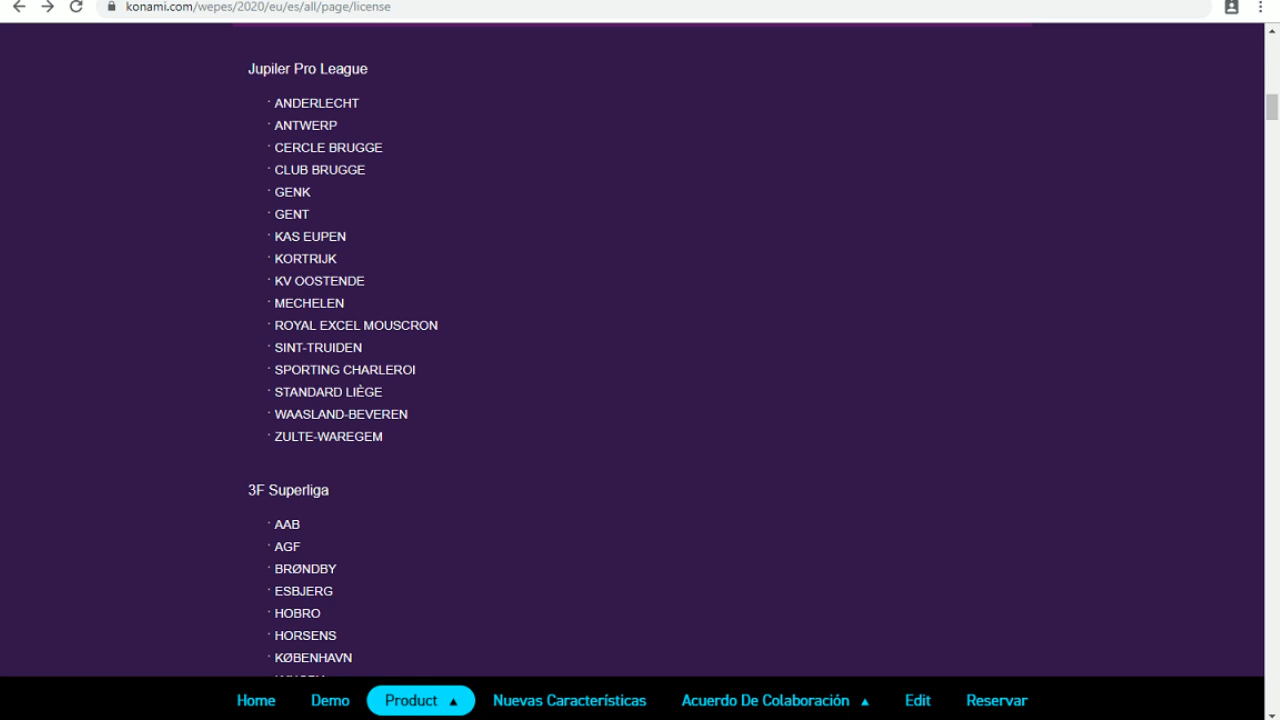 konami.com/wepes/2020/eu/es/all/page/license
Jupiler Pro League
ANDERLECHT
ANTWERP
CERCLE BRUGGE
CLUB BRUGGE
GENK
GENT
KAS EUPEN
KORTRIJK
KV OOSTENDE
MECHELEN
ROYAL EXCEL MOUSCRON
SINT-TRUIDEN
SPORTING CHARLEROI
STANDARD LIÈGE
WAASLAND-BEVEREN
ZULTE-WAREGEM
3F Superliga
AAB
AGF
BRØNDBY
ESBJERG
HOBRO
HORSENS
KØBENHAVN
Home Demo Product ▲ Nuevas Características Acuerdo De Colaboración ▲ Edit Reservar